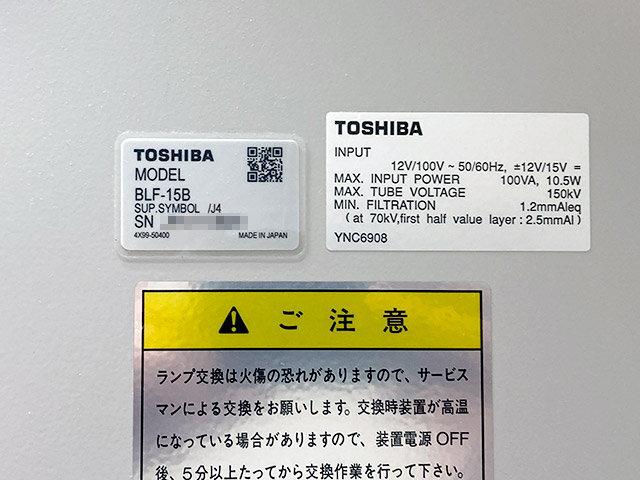 TOSHIBA
MODEL
BLF-15B
SUP.SYMBOL /J4
SN
4X99-50400 MADE IN JAPAN
TOSHIBA
INPUT
12V/100V ~ 50/60Hz, ±12V/15V ⎓
MAX. INPUT POWER 100VA, 10.5W
MAX. TUBE VOLTAGE 150kV
MIN. FILTRATION 1.2mmAleq
( at 70kV,first half value layer : 2.5mmAl )
YNC6908
ご 注 意
ランプ交換は火傷の恐れがありますので、サービス
マンによる交換をお願いします。交換時装置が高温
になっている場合がありますので、装置電源 OFF
後、5分以上たってから交換作業を行って下さい。